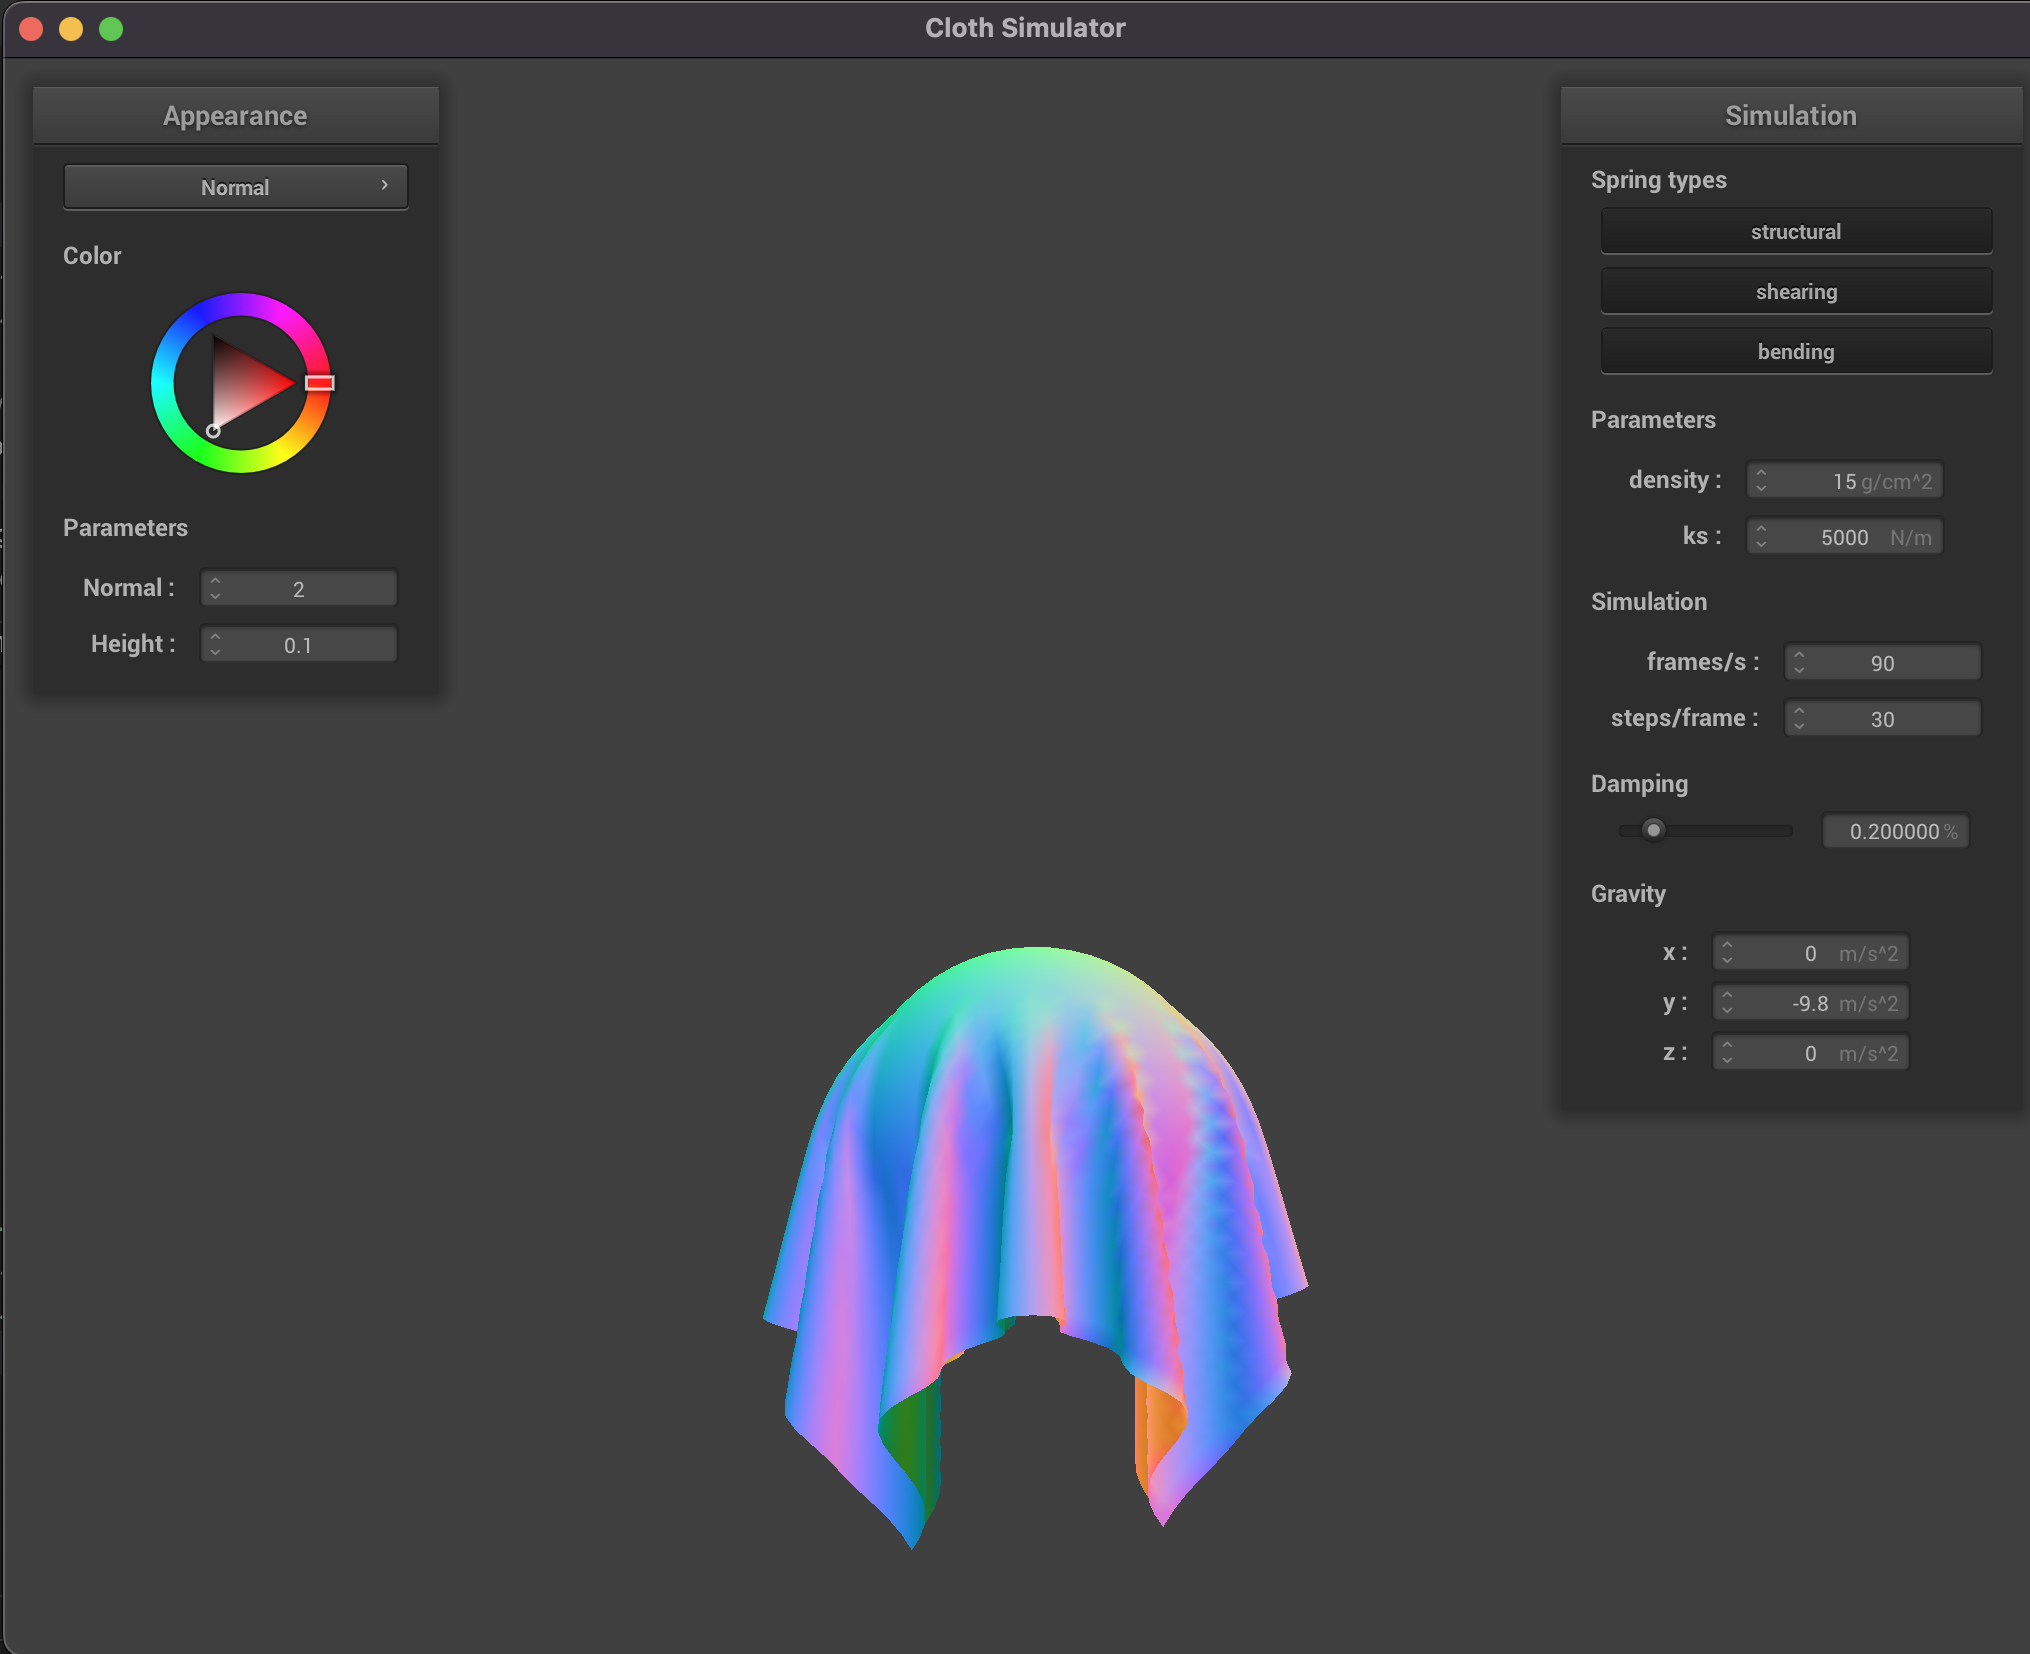 Cloth Simulator
Appearance
Normal
Color
Parameters
Normal : 2
Height : 0.1
Simulation
Spring types
structural
shearing
bending
Parameters
density : 15 g/cm^2
ks : 5000 N/m
Simulation
frames/s : 90
steps/frame : 30
Damping
0.200000 %
Gravity
x : 0 m/s^2
y : -9.8 m/s^2
z : 0 m/s^2